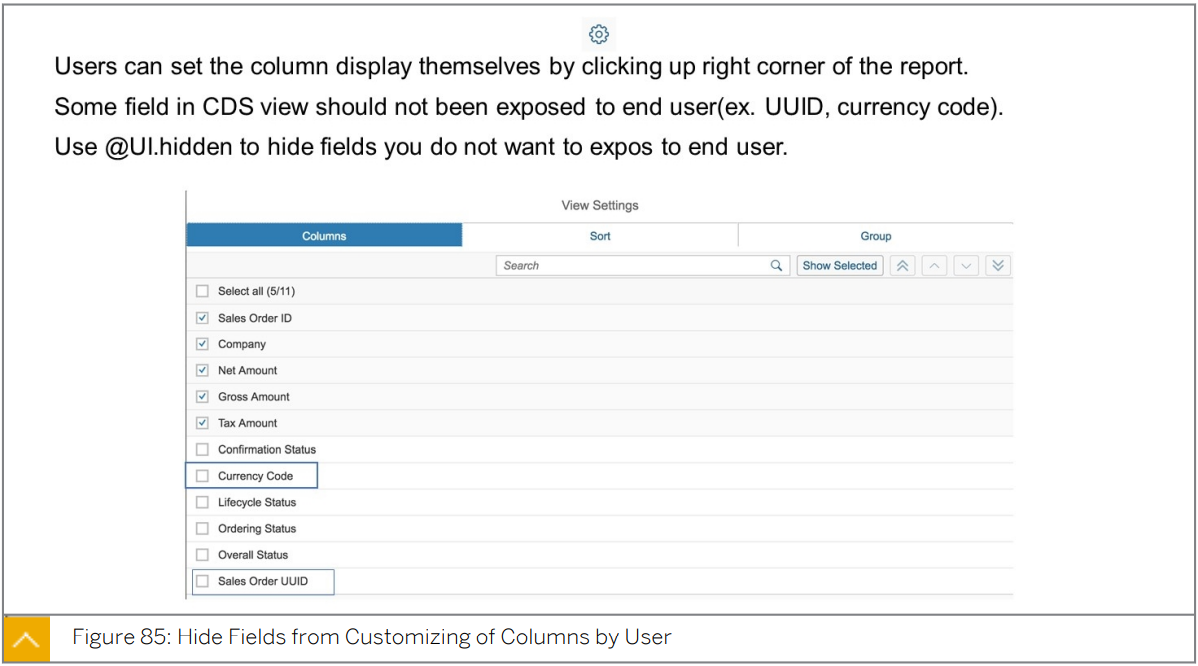 Users can set the column display themselves by clicking up right corner of the report.
Some field in CDS view should not been exposed to end user(ex. UUID, currency code).
Use @UI.hidden to hide fields you do not want to expos to end user.
View Settings
Columns Sort Group
Search Show Selected
Select all (5/11)
Sales Order ID
Company
Net Amount
Gross Amount
Tax Amount
Confirmation Status
Currency Code
Lifecycle Status
Ordering Status
Overall Status
Sales Order UUID
Figure 85: Hide Fields from Customizing of Columns by User